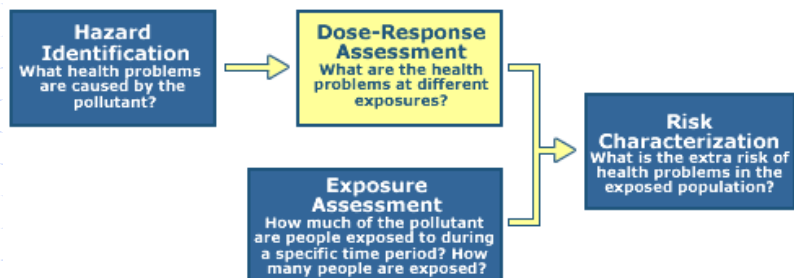 Hazard
Identification
What health problems
are caused by the
pollutant?
Dose-Response
Assessment
What are the health
problems at different
exposures?
Exposure
Assessment
How much of the pollutant
are people exposed to during
a specific time period? How
many people are exposed?
Risk
Characterization
What is the extra risk of
health problems in the
exposed population?